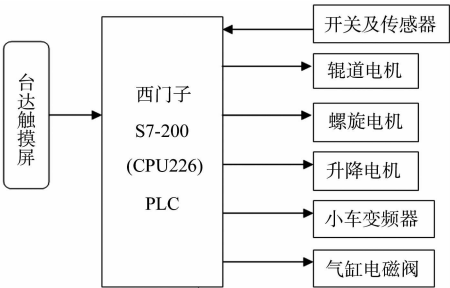 台达触摸屏
西门子
S7-200
(CPU226)
PLC
开关及传感器
辊道电机
螺旋电机
升降电机
小车变频器
气缸电磁阀